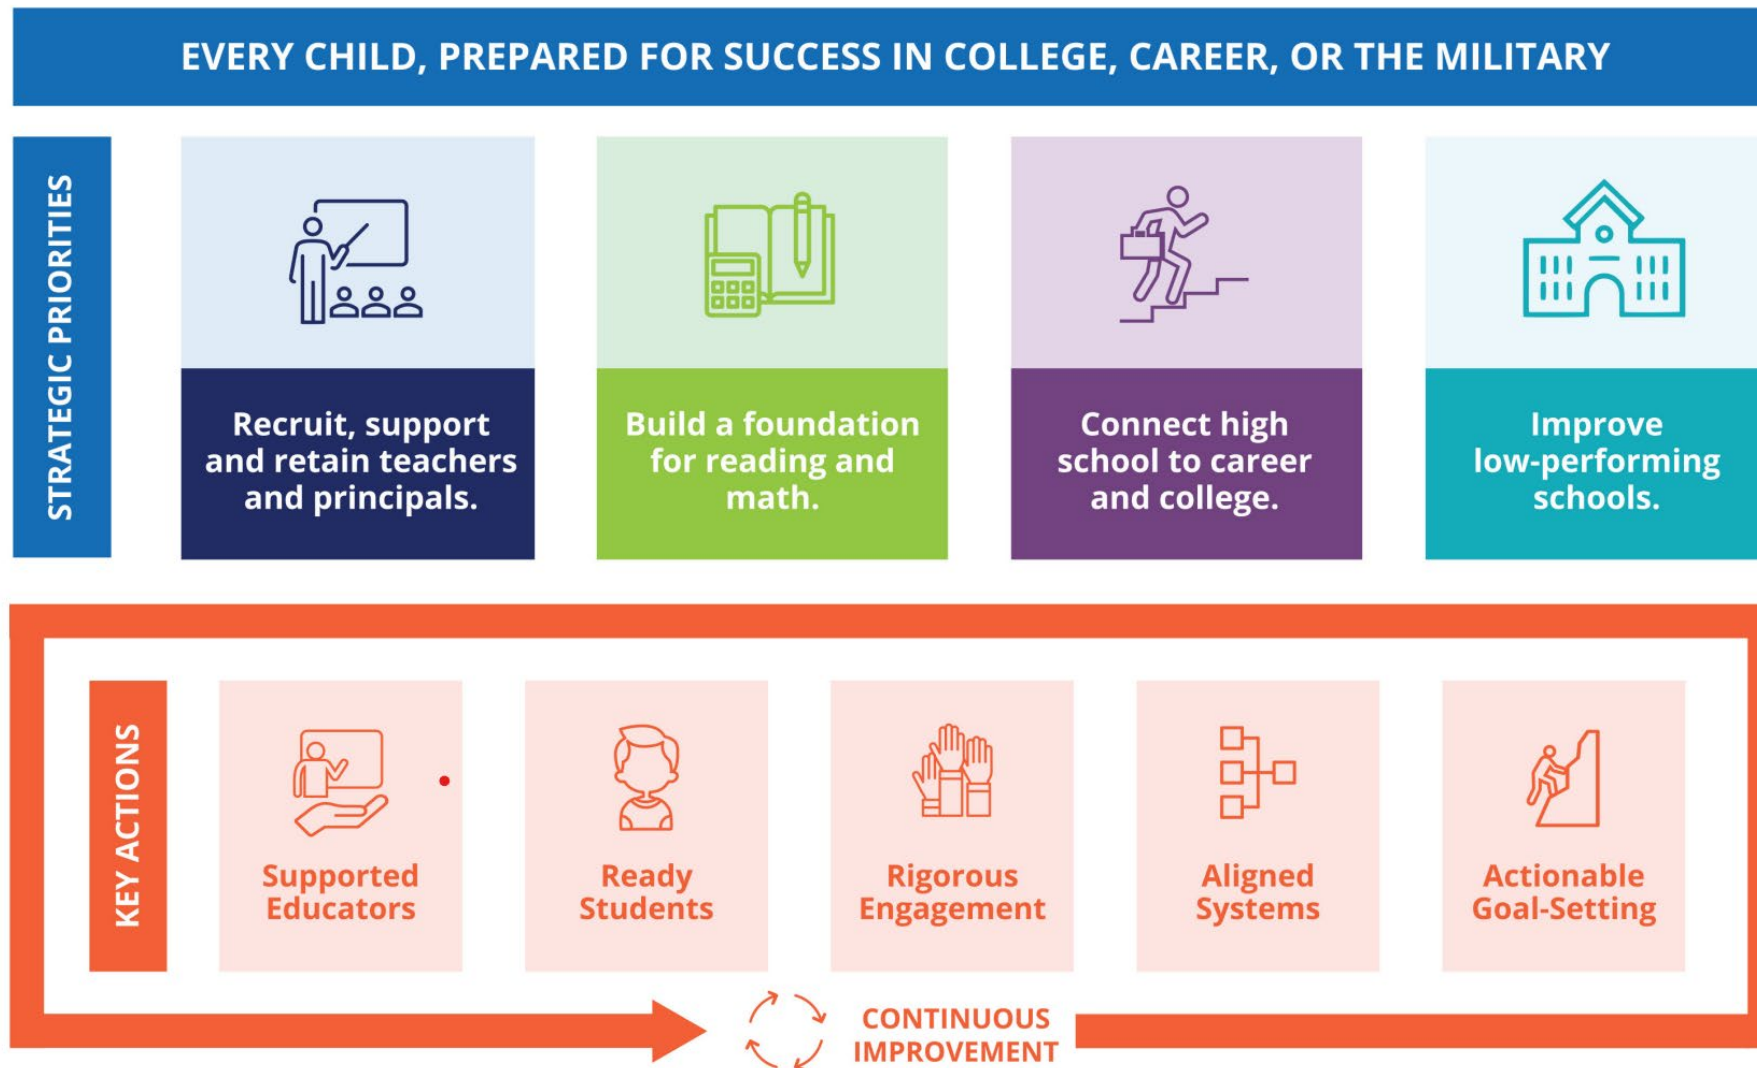 EVERY CHILD, PREPARED FOR SUCCESS IN COLLEGE, CAREER, OR THE MILITARY
STRATEGIC PRIORITIES
Recruit, support
and retain teachers
and principals.
Build a foundation
for reading and
math.
Connect high
school to career
and college.
Improve
low-performing
schools.
KEY ACTIONS
Supported
Educators
Ready
Students
Rigorous
Engagement
Aligned
Systems
Actionable
Goal-Setting
CONTINUOUS
IMPROVEMENT